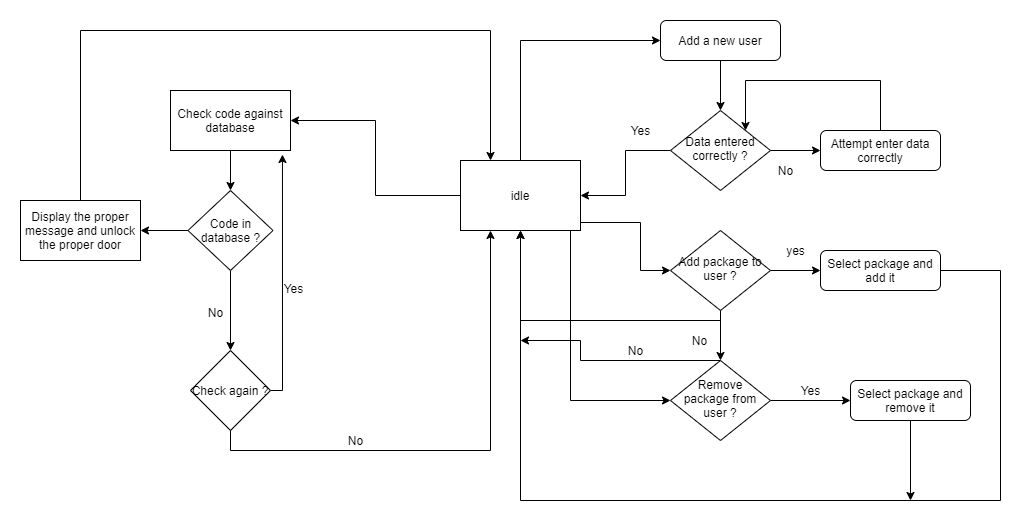 Add a new user
Check code against
database
Yes
Data entered
correctly ?
Attempt enter data
correctly
No
idle
Display the proper
message and unlock
the proper door
Code in
database ?
Add package to
user ?
yes
Select package and
add it
Yes
No
No
No
Check again ?
Remove
package from
user ?
Yes
Select package and
remove it
No